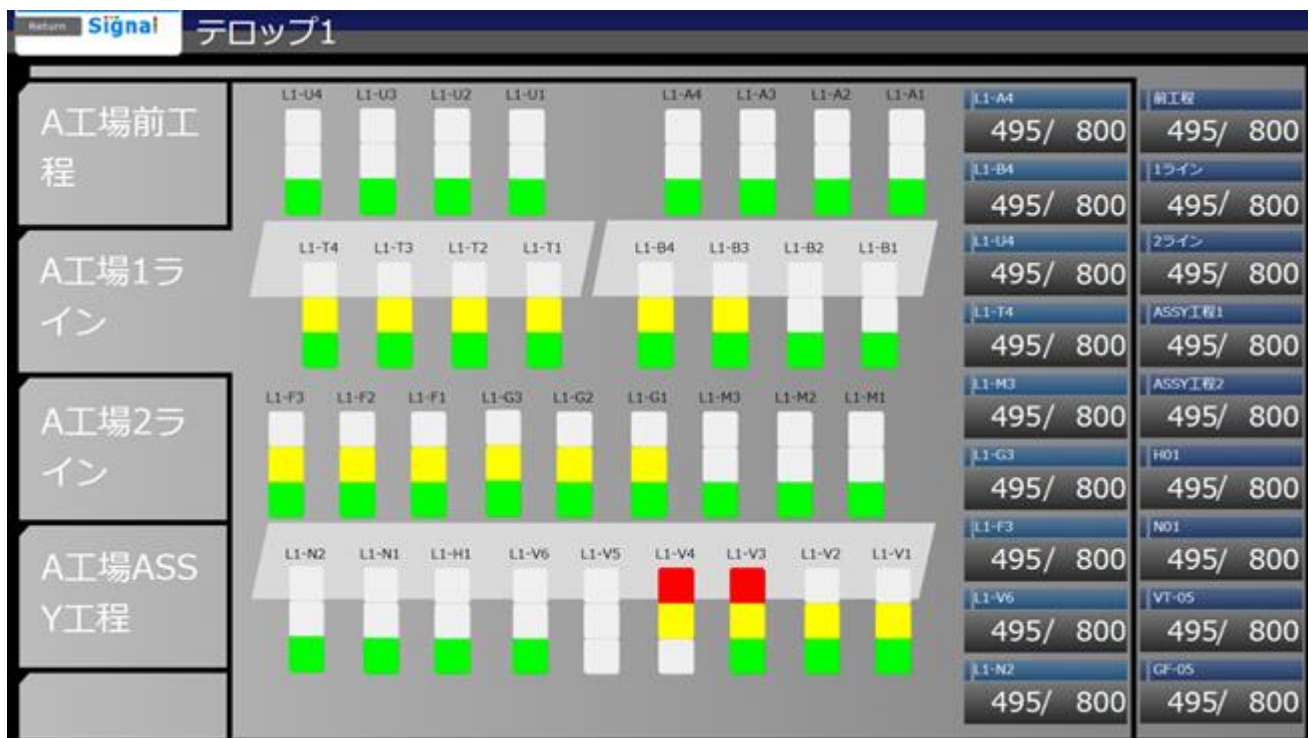 Return
Signal
テロップ1
A工場前工
程
A工場1ラ
イン
A工場2ラ
イン
A工場ASS
Y工程
L1-U4 L1-U3 L1-U2 L1-U1 L1-A4 L1-A3 L1-A2 L1-A1
L1-T4 L1-T3 L1-T2 L1-T1 L1-B4 L1-B3 L1-B2 L1-B1
L1-F3 L1-F2 L1-F1 L1-G3 L1-G2 L1-G1 L1-M3 L1-M2 L1-M1
L1-N2 L1-N1 L1-H1 L1-V6 L1-V5 L1-V4 L1-V3 L1-V2 L1-V1
L1-A4
495/ 800
L1-B4
495/ 800
L1-U4
495/ 800
L1-T4
495/ 800
L1-M3
495/ 800
L1-G3
495/ 800
L1-F3
495/ 800
L1-V6
495/ 800
L1-N2
495/ 800
前工程
495/ 800
1ライン
495/ 800
2ライン
495/ 800
ASSY工程1
495/ 800
ASSY工程2
495/ 800
H01
495/ 800
N01
495/ 800
VT-05
495/ 800
GF-05
495/ 800